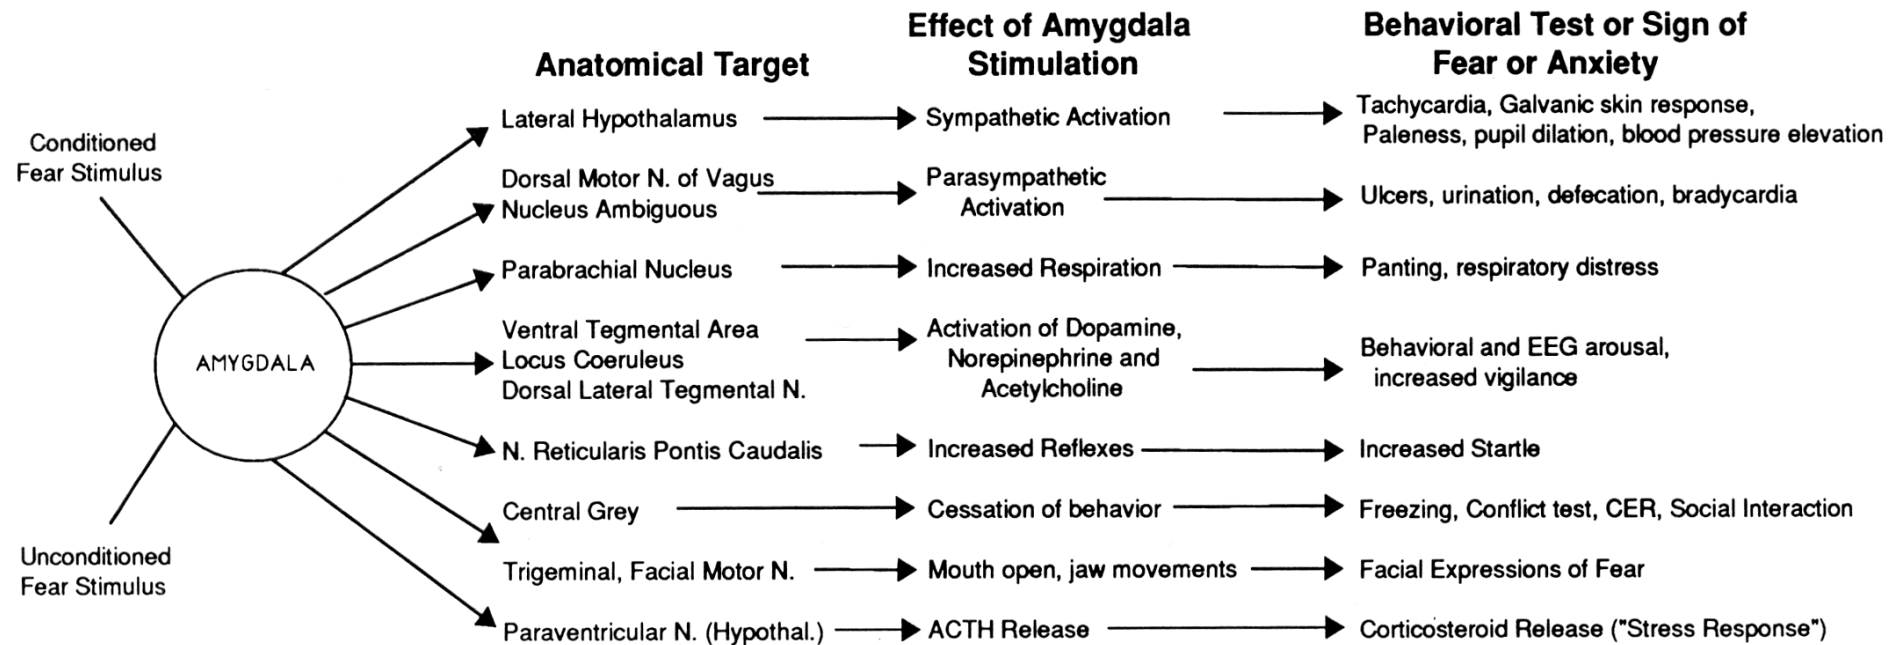 Effect of Amygdala
Behavioral Test or Sign of
Anatomical Target
Stimulation
Fear or Anxiety
Conditioned
Fear Stimulus
AMYGDALA
Unconditioned
Fear Stimulus
Lateral Hypothalamus
Sympathetic Activation
Tachycardia, Galvanic skin response,
Paleness, pupil dilation, blood pressure elevation
Dorsal Motor N. of Vagus
Nucleus Ambiguous
Parasympathetic
Activation
Ulcers, urination, defecation, bradycardia
Parabrachial Nucleus
Increased Respiration
Panting, respiratory distress
Ventral Tegmental Area
Locus Coeruleus
Dorsal Lateral Tegmental N.
Activation of Dopamine,
Norepinephrine and
Acetylcholine
Behavioral and EEG arousal,
increased vigilance
N. Reticularis Pontis Caudalis
Increased Reflexes
Increased Startle
Central Grey
Cessation of behavior
Freezing, Conflict test, CER, Social Interaction
Trigeminal, Facial Motor N.
Mouth open, jaw movements
Facial Expressions of Fear
Paraventricular N. (Hypothal.)
ACTH Release
Corticosteroid Release ("Stress Response")